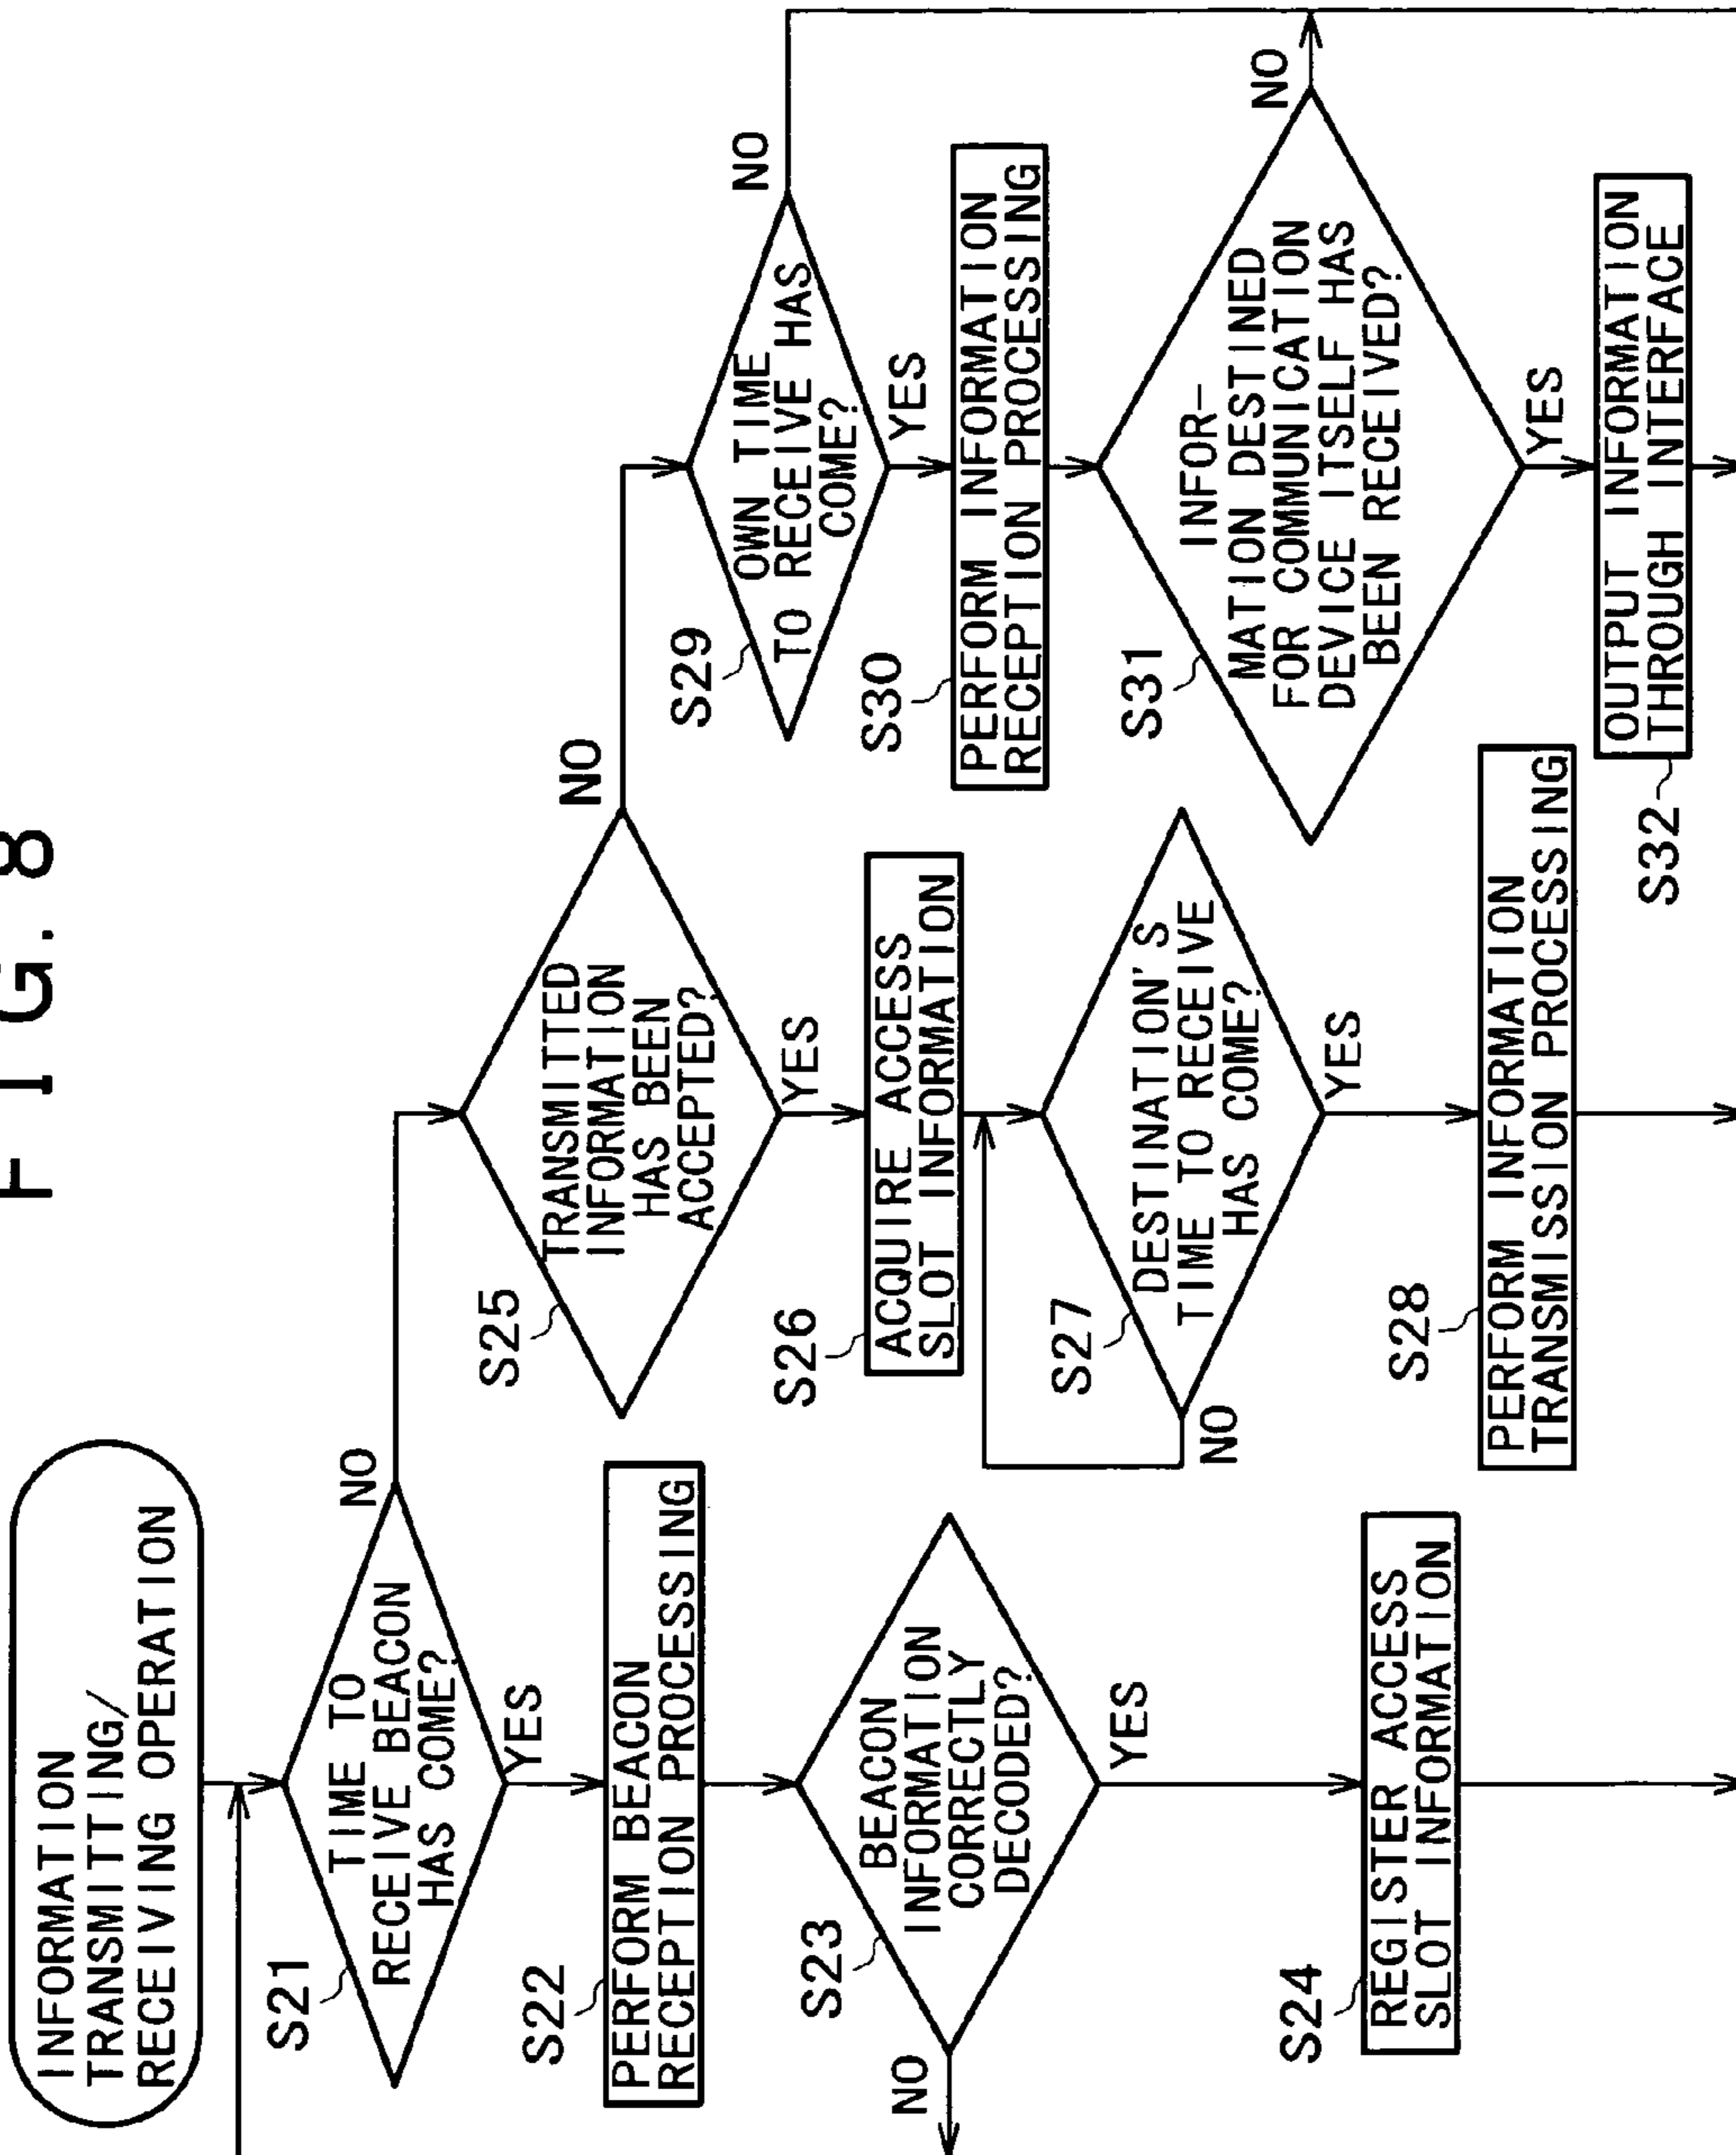 FIG. 8
INFORMATION
TRANSMITTING/
RECEIVING OPERATION
S21
TIME TO
RECEIVE BEACON
HAS COME?
NO
YES
S22
PERFORM BEACON
RECEPTION PROCESSING
S23
BEACON
INFORMATION
CORRECTLY
DECODED?
NO
YES
S24
REGISTER ACCESS
SLOT INFORMATION
S25
TRANSMITTED
INFORMATION
HAS BEEN
ACCEPTED?
NO
YES
S26
ACQUIRE ACCESS
SLOT INFORMATION
S27
DESTINATION'S
TIME TO RECEIVE
HAS COME?
NO
YES
S28
PERFORM INFORMATION
TRANSMISSION PROCESSING
S29
OWN TIME
TO RECEIVE HAS
COME?
NO
YES
S30
PERFORM INFORMATION
RECEPTION PROCESSING
S31
INFOR-
MATION DESTINED
FOR COMMUNICATION
DEVICE ITSELF HAS
BEEN RECEIVED?
NO
YES
S32
OUTPUT INFORMATION
THROUGH INTERFACE